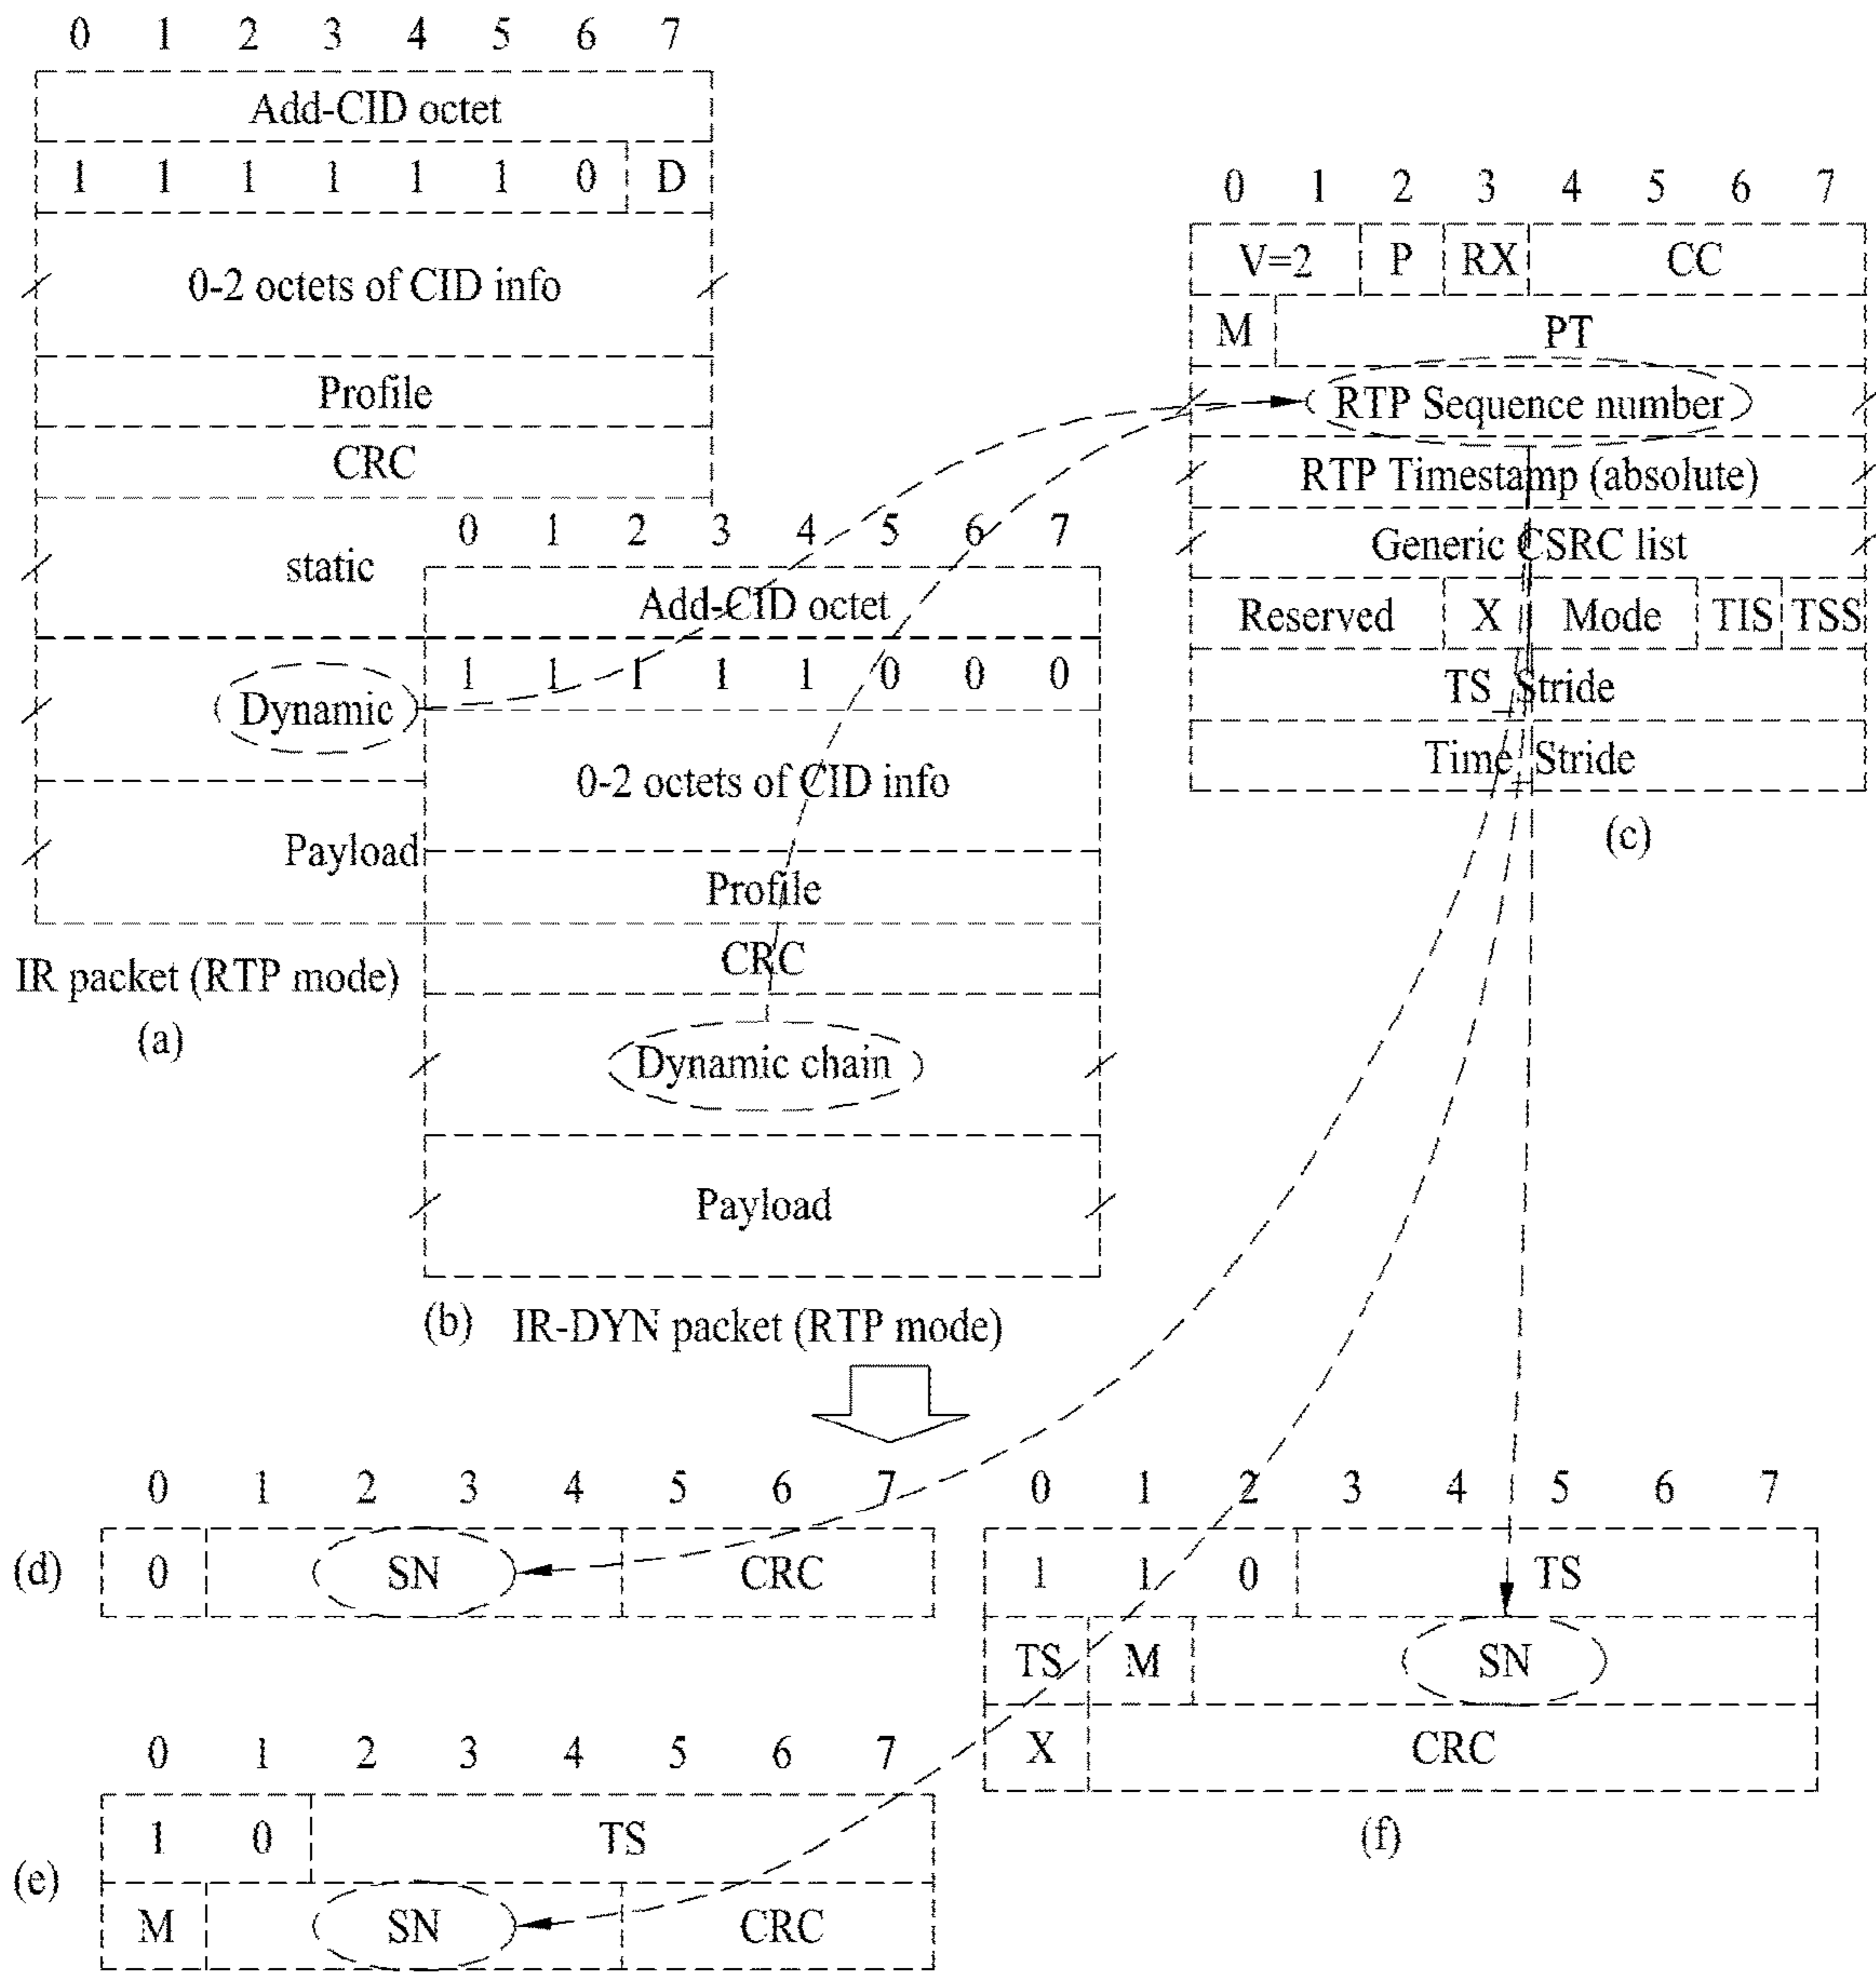 0 1 2 3 4 5 6 7
Add-CID octet
1 1 1 1 1 1 0 D
0-2 octets of CID info
Profile
CRC
static
Dynamic
Payload
IR packet (RTP mode)
(a)
0 1 2 3 4 5 6 7
Add-CID octet
1 1 1 1 1 0 0 0
0-2 octets of CID info
Profile
CRC
Dynamic chain
Payload
(b) IR-DYN packet (RTP mode)
0 1 2 3 4 5 6 7
V=2 P RX CC
M PT
RTP Sequence number
RTP Timestamp (absolute)
Generic CSRC list
Reserved X Mode TIS TSS
TS_Stride
Time_Stride
(c)
0 1 2 3 4 5 6 7
(d) 0 SN CRC
0 1 2 3 4 5 6 7
(e) 1 0 TS
M SN CRC
0 1 2 3 4 5 6 7
1 1 0 TS
TS M SN
X CRC
(f)